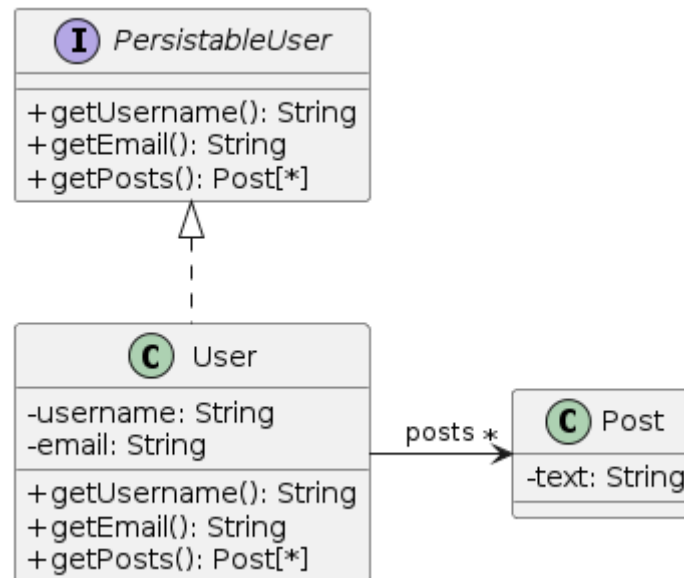 I PersistableUser
+getUsername(): String
+getEmail(): String
+getPosts(): Post[*]
C User
-username: String
-email: String
+getUsername(): String
+getEmail(): String
+getPosts(): Post[*]
posts *
C Post
-text: String